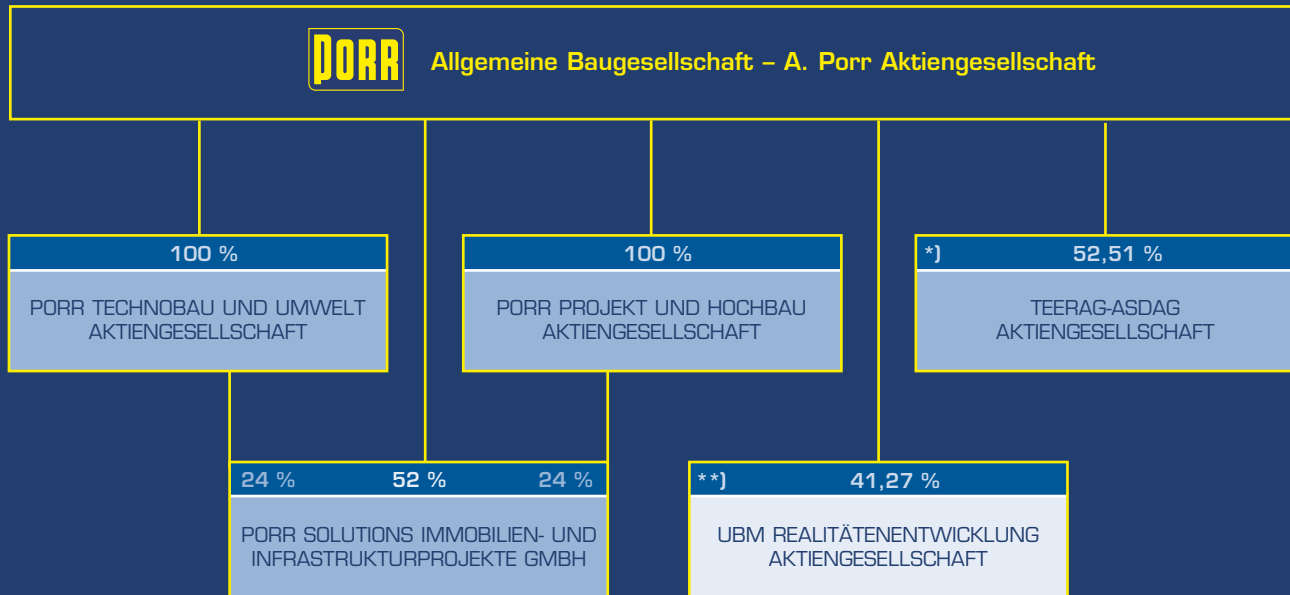 PORR Allgemeine Baugesellschaft – A. Porr Aktiengesellschaft
100 %
PORR TECHNOBAU UND UMWELT
AKTIENGESELLSCHAFT
100 %
PORR PROJEKT UND HOCHBAU
AKTIENGESELLSCHAFT
*) 52,51 %
TEERAG-ASDAG
AKTIENGESELLSCHAFT
24 % 52 % 24 %
PORR SOLUTIONS IMMOBILIEN- UND
INFRASTRUKTURPROJEKTE GMBH
**) 41,27 %
UBM REALITÄTENENTWICKLUNG
AKTIENGESELLSCHAFT